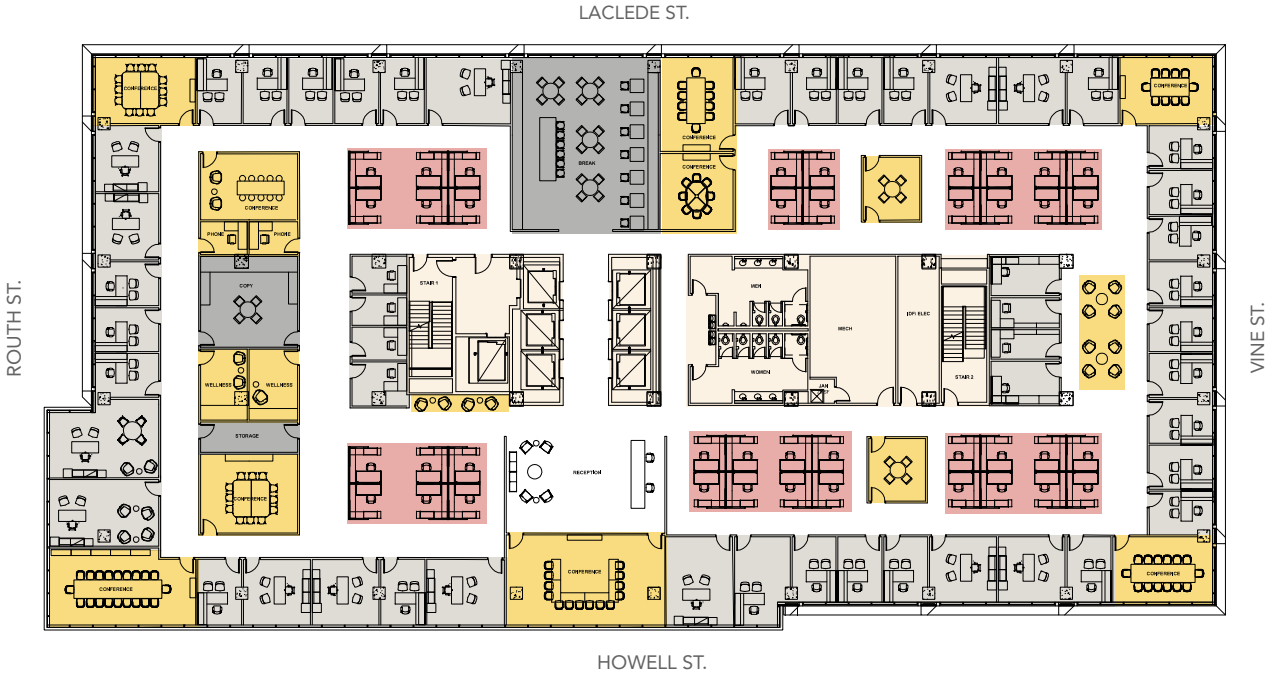 LACLEDE ST.
CONFERENCE
CONFERENCE
CONFERENCE
BREAK
CONFERENCE
CONFERENCE
PHONE
PHONE
ROUTH ST.
COPY
STAIR 1
MEN
MECH
IDF/ ELEC
VINE ST.
WELLNESS
WELLNESS
WOMEN
STAIR 2
JAN
STORAGE
RECEPTION
CONFERENCE
CONFERENCE
CONFERENCE
CONFERENCE
HOWELL ST.